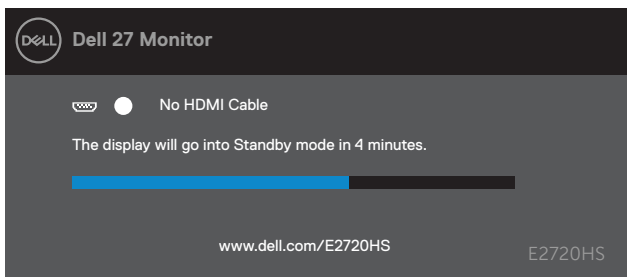 DELL
Dell 27 Monitor
No HDMI Cable
The display will go into Standby mode in 4 minutes.
www.dell.com/E2720HS
E2720HS